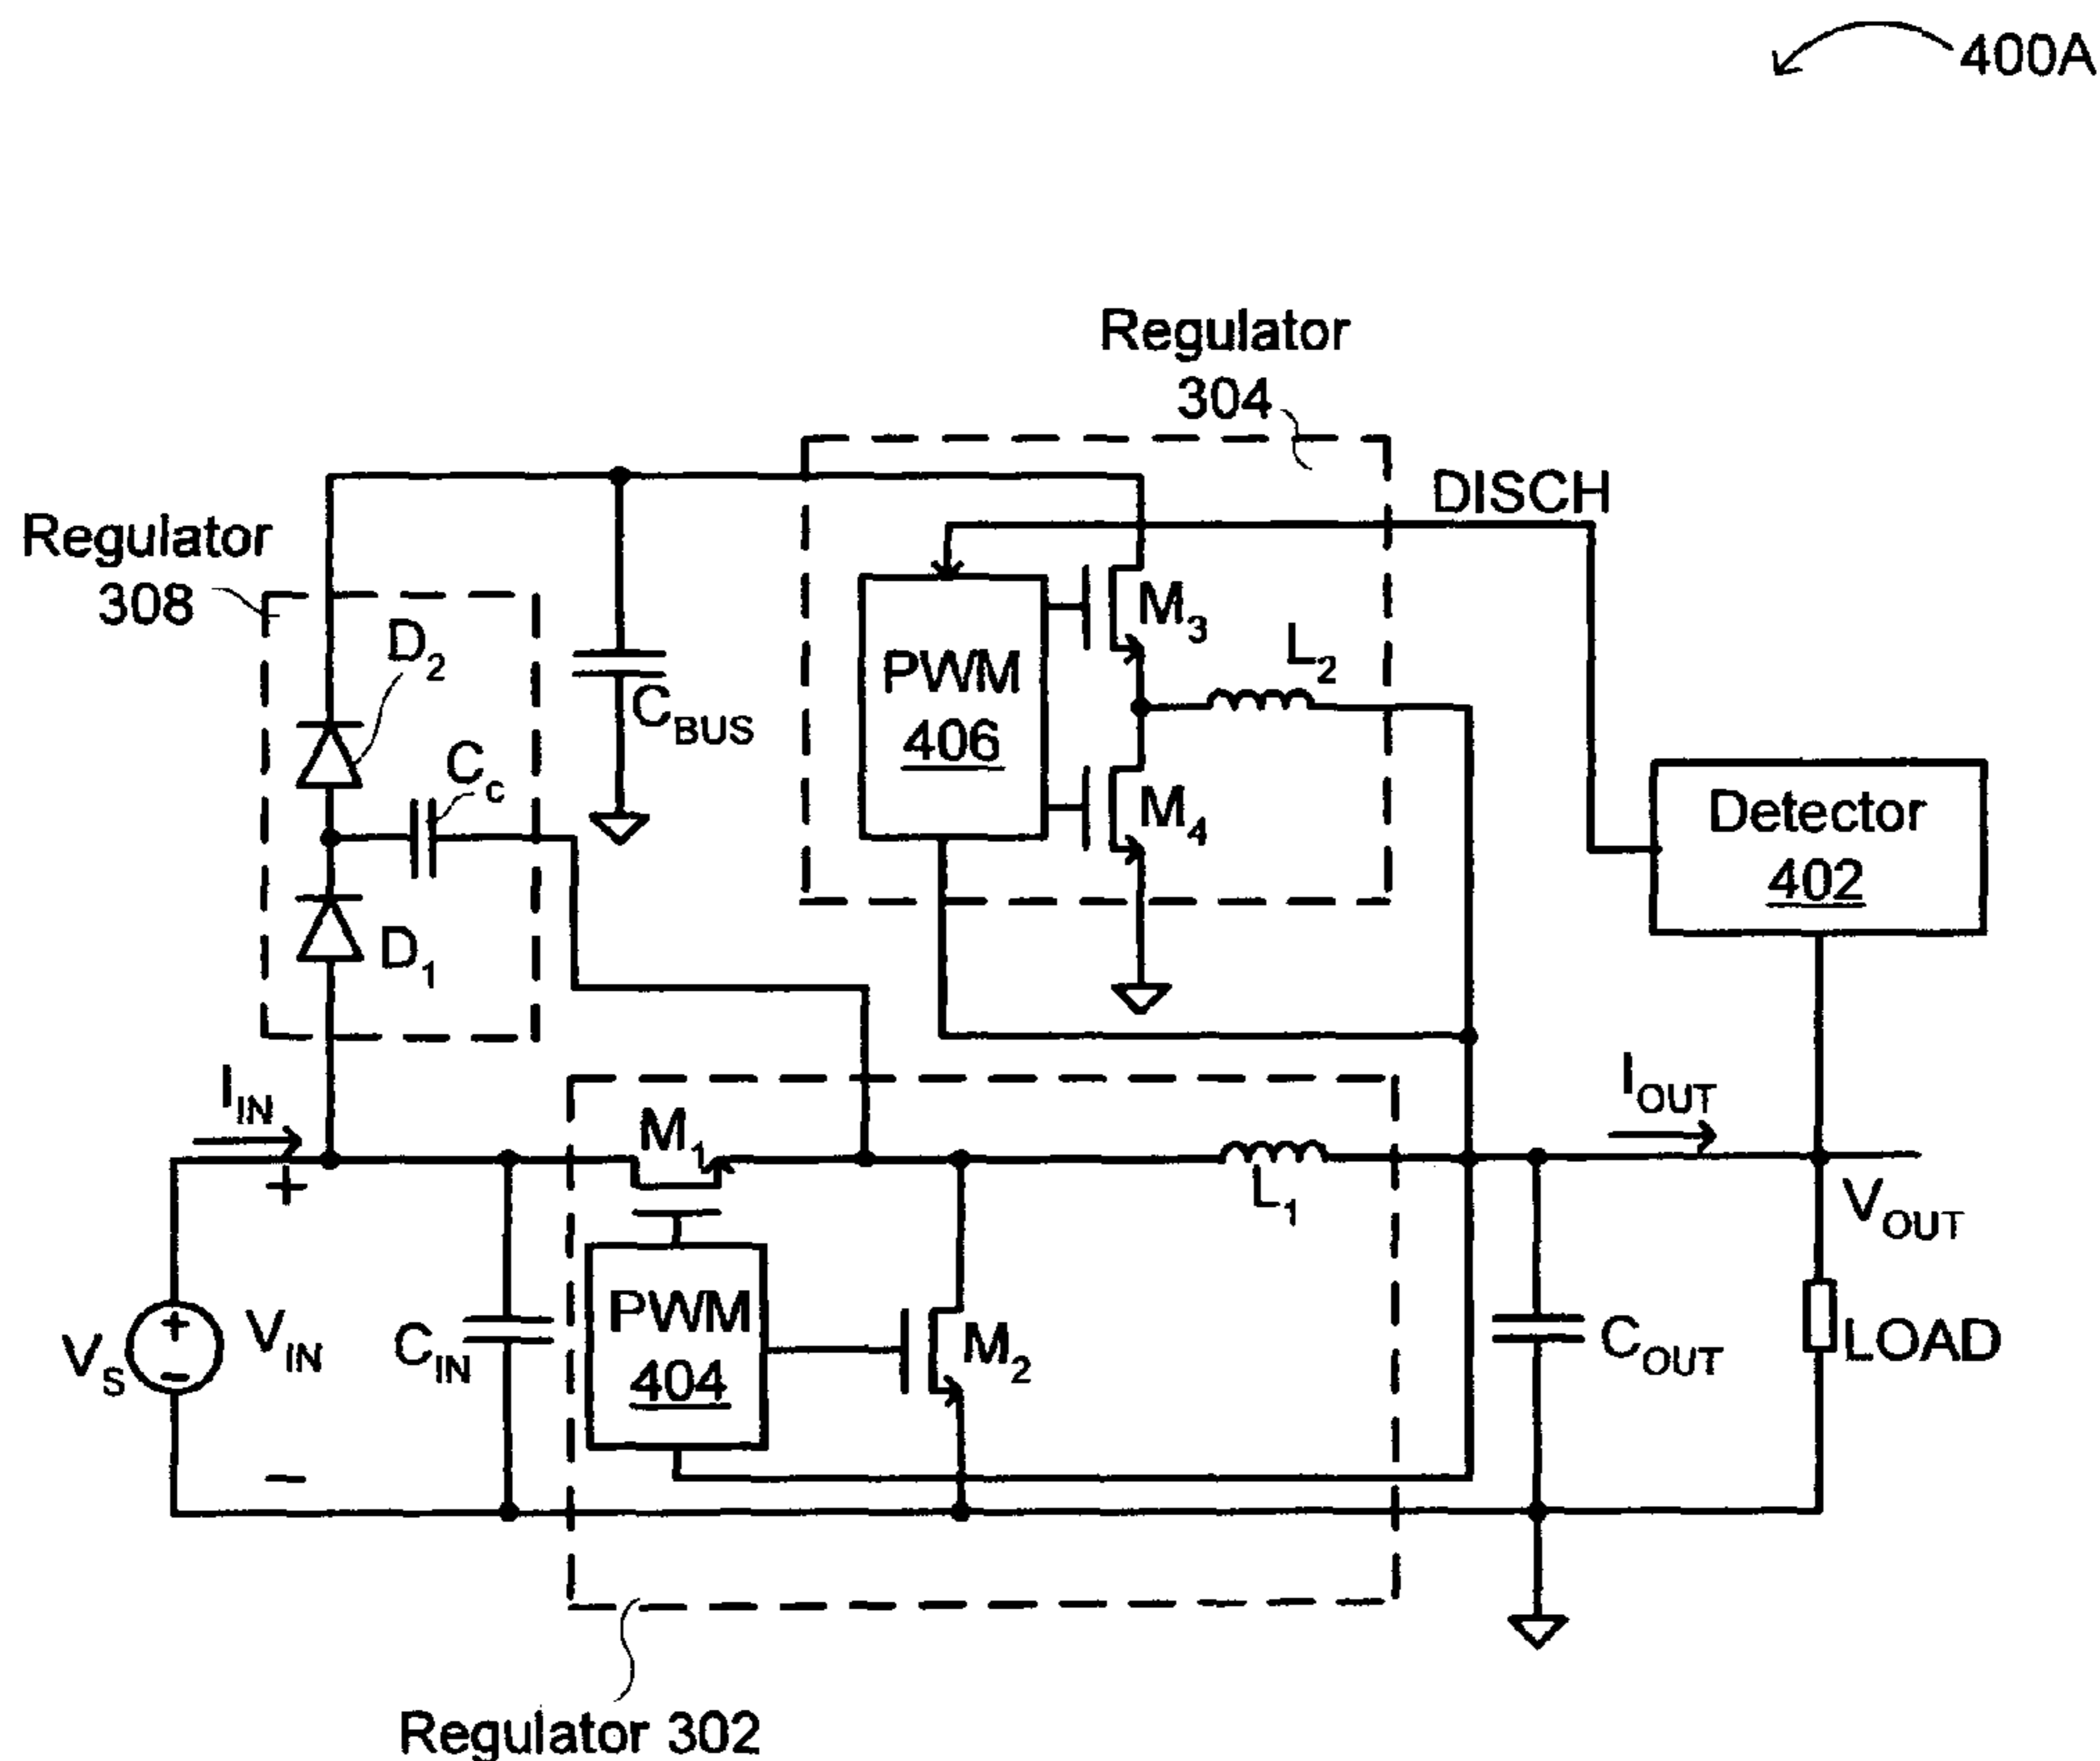 400A
Regulator
304
DISCH
Regulator
308
D2
M3
L2
PWM
406
CBUS
Cc
M4
Detector
402
D1
IIN
M1
IOUT
+
L1
VOUT
PWM
404
M2
VS
+
-
VIN
CIN
COUT
LOAD
-
Regulator 302